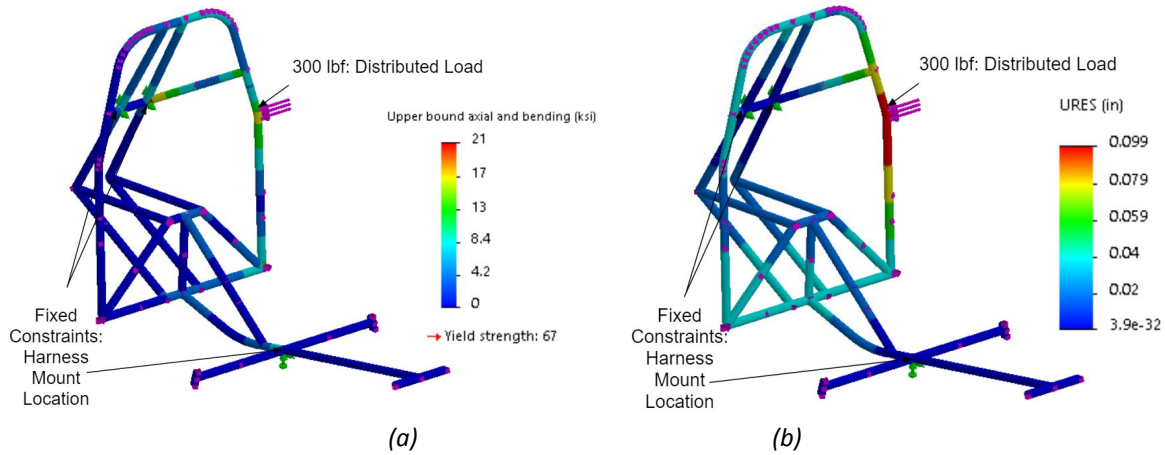 300 lbf: Distributed Load
Upper bound axial and bending (ksi)
21
17
13
8,4
4,2
0
Yield strength: 67
Fixed
Constraints:
Harness
Mount
Location
(a)
300 lbf: Distributed Load
URES (in)
0.099
0.079
0.059
0.04
0.02
3.9e-32
Fixed
Constraints:
Harness
Mount
Location
(b)